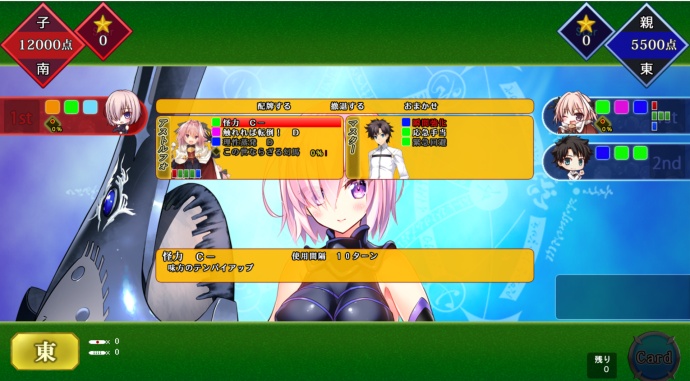 子
12000点
南
0
0
親
5500点
東
1st
0%
配牌する 撤退する おまかせ
アストルフォ
怪力 C－
触れれば転倒！ D
理性蒸発 D
この世ならざる幻馬 0%!
マスター
瞬間強化
応急手当
緊急回避
0%
2nd
怪力 C－ 使用間隔 10ターン
味方のテンパイアップ
東
× 0
× 0
残り
0
Card